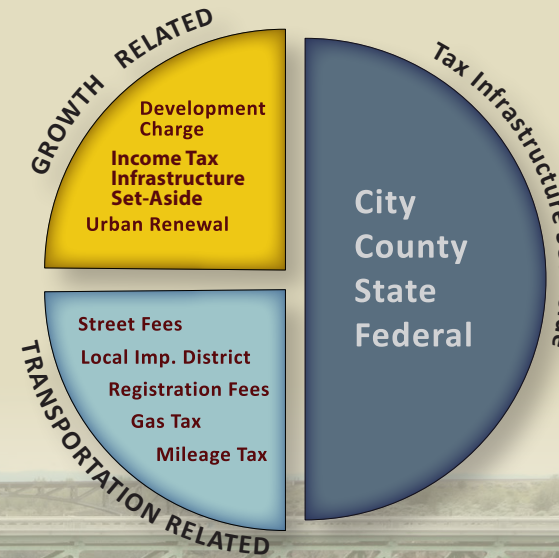 GROWTH RELATED
Development
Charge
Income Tax
Infrastructure
Set-Aside
Urban Renewal
Street Fees
Local Imp. District
Registration Fees
Gas Tax
Mileage Tax
TRANSPORTATION RELATED
City
County
State
Federal
Tax Infrastructure